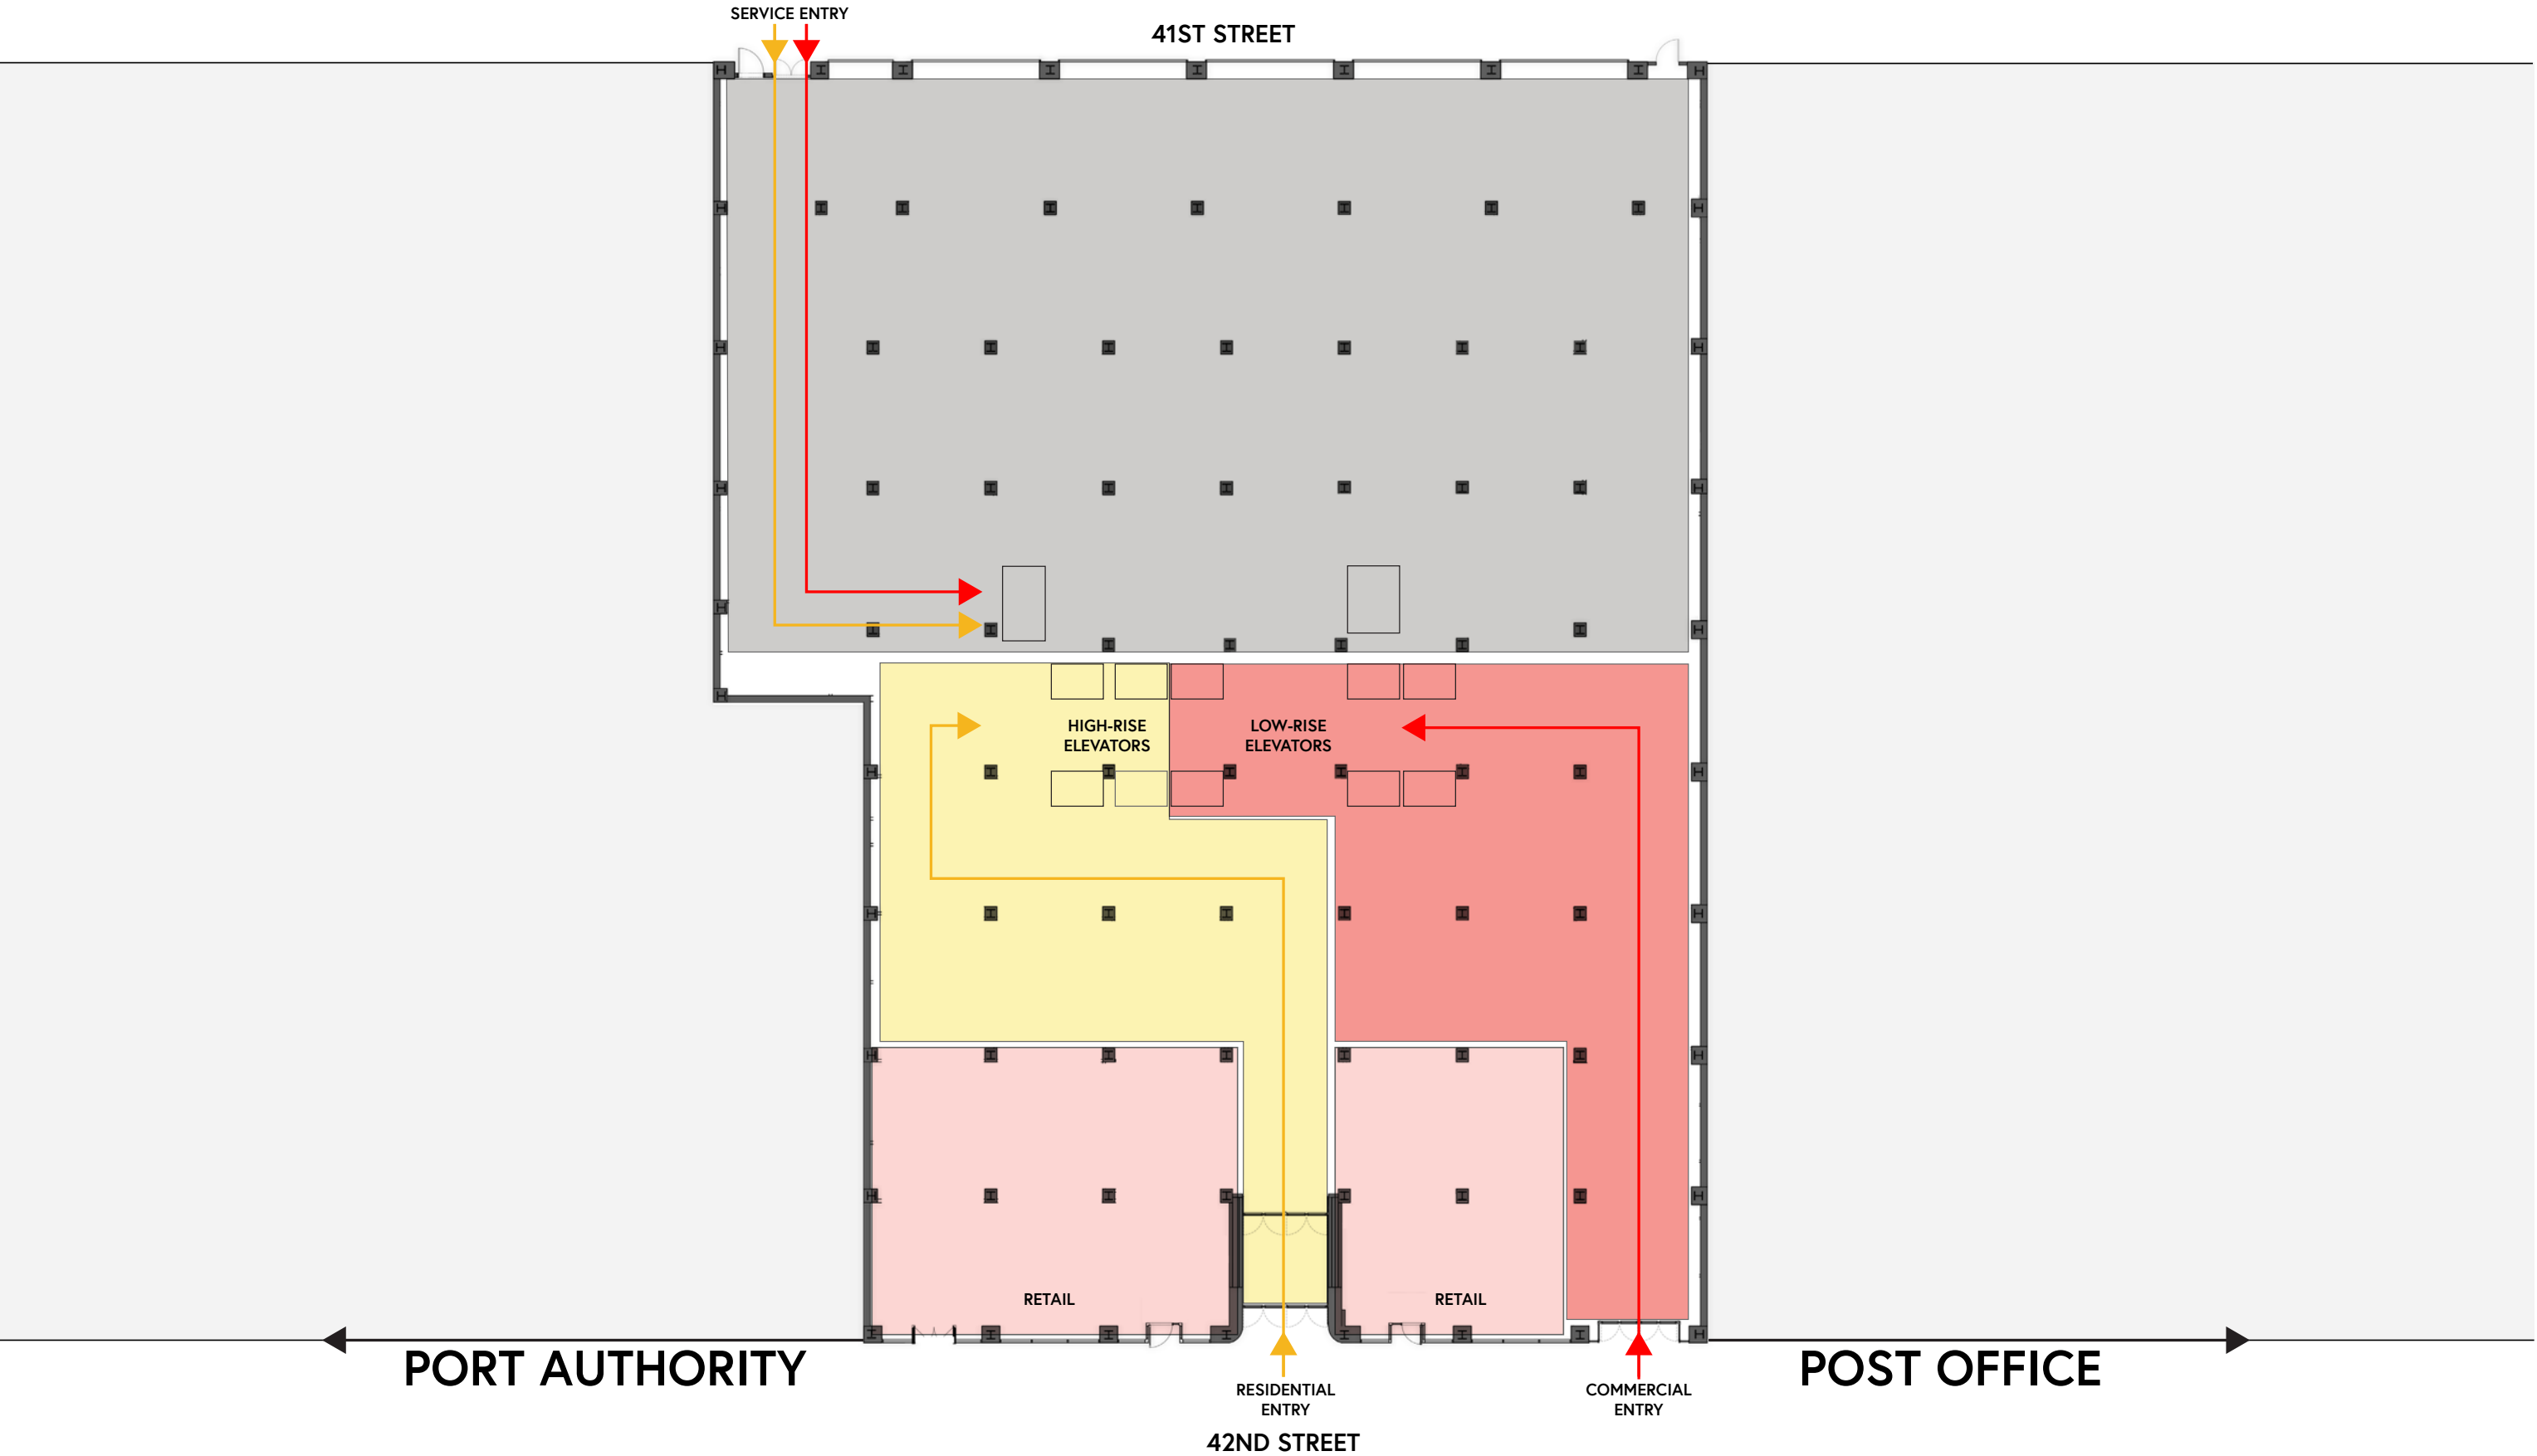 SERVICE ENTRY
41ST STREET
HIGH-RISE
ELEVATORS
LOW-RISE
ELEVATORS
RETAIL
RETAIL
PORT AUTHORITY
POST OFFICE
RESIDENTIAL
ENTRY
COMMERCIAL
ENTRY
42ND STREET